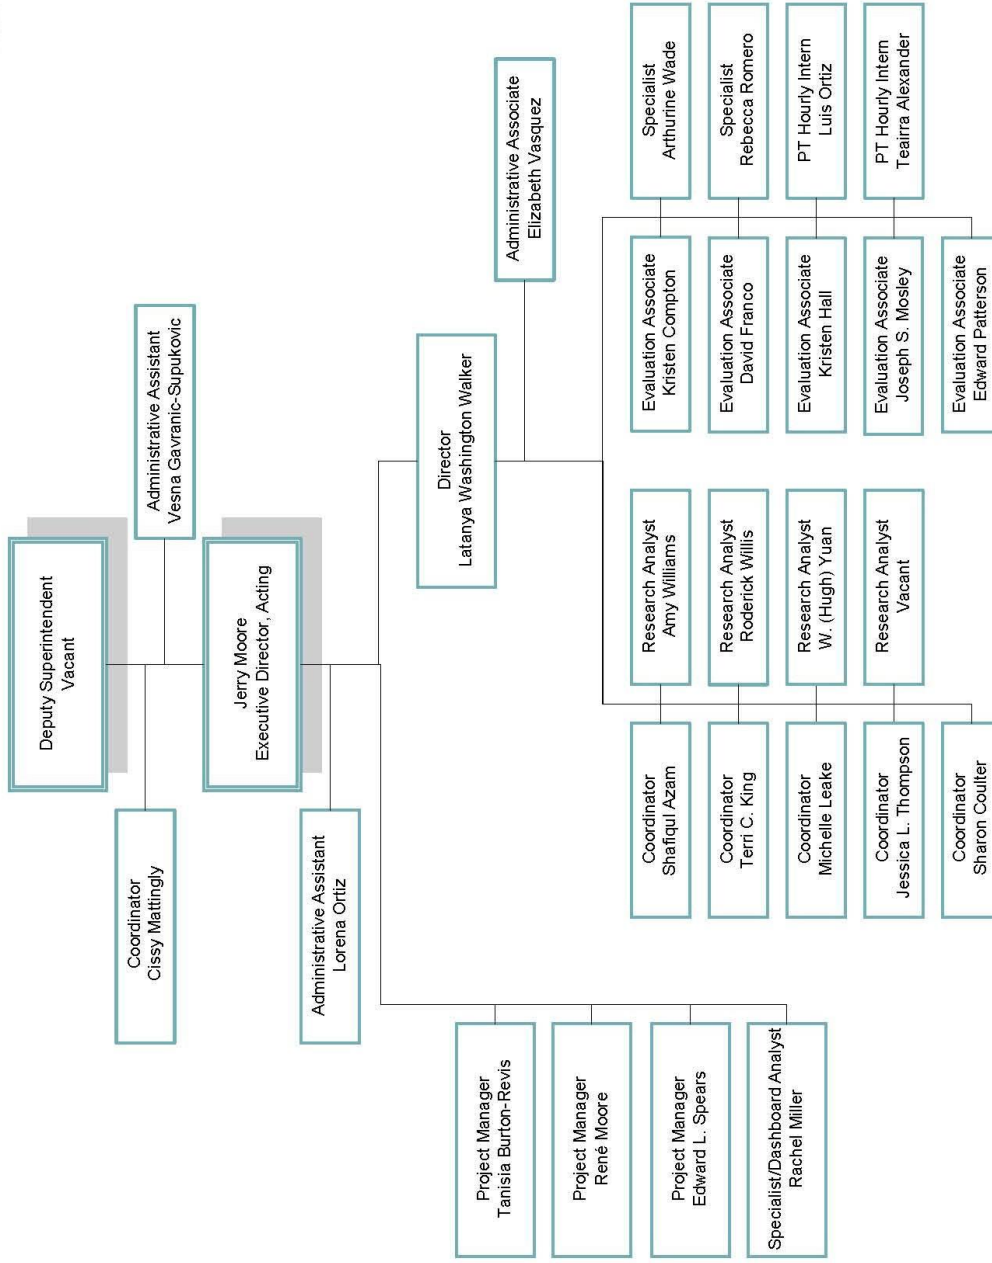 Deputy Superintendent
Vacant
Coordinator
Cissy Mattingly
Administrative Assistant
Vesna Gavranic-Supukovic
Jerry Moore
Executive Director, Acting
Administrative Assistant
Lorena Ortiz
Director
Latanya Washington Walker
Project Manager
Tanisia Burton-Revis
Project Manager
René Moore
Project Manager
Edward L. Spears
Specialist/Dashboard Analyst
Rachel Miller
Administrative Associate
Elizabeth Vasquez
Coordinator
Shafiqul Azam
Research Analyst
Amy Williams
Evaluation Associate
Kristen Compton
Specialist
Arthurine Wade
Coordinator
Terri C. King
Research Analyst
Roderick Willis
Evaluation Associate
David Franco
Specialist
Rebecca Romero
Coordinator
Michelle Leake
Research Analyst
W. (Hugh) Yuan
Evaluation Associate
Kristen Hall
PT Hourly Intern
Luis Ortiz
Coordinator
Jessica L. Thompson
Research Analyst
Vacant
Evaluation Associate
Joseph S. Mosley
PT Hourly Intern
Teairra Alexander
Coordinator
Sharon Coulter
Evaluation Associate
Edward Patterson